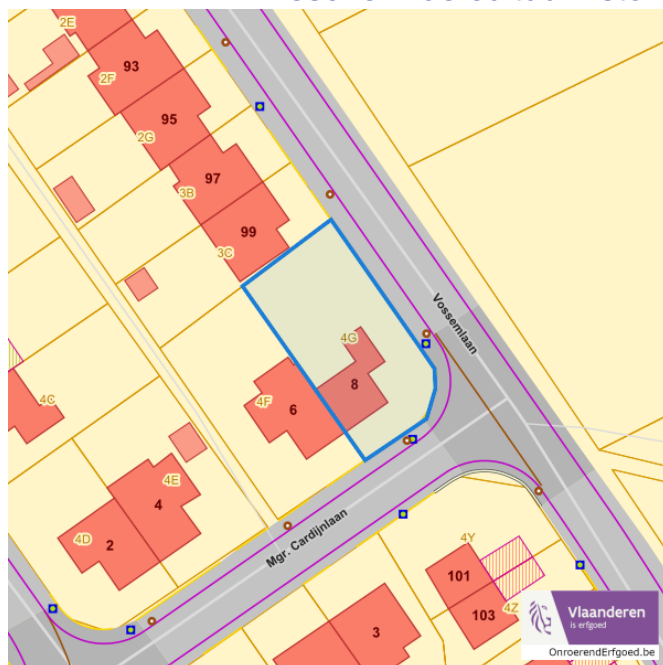 2E
93
2F
95
2G
97
3B
99
3C
Vossemlaan
4G
8
4C
4F
6
4E
4
4D
2
Mgr. Cardijnlaan
4Y
101
103
4Z
3
Vlaanderen
is erfgoed
OnroerendErfgoed.be